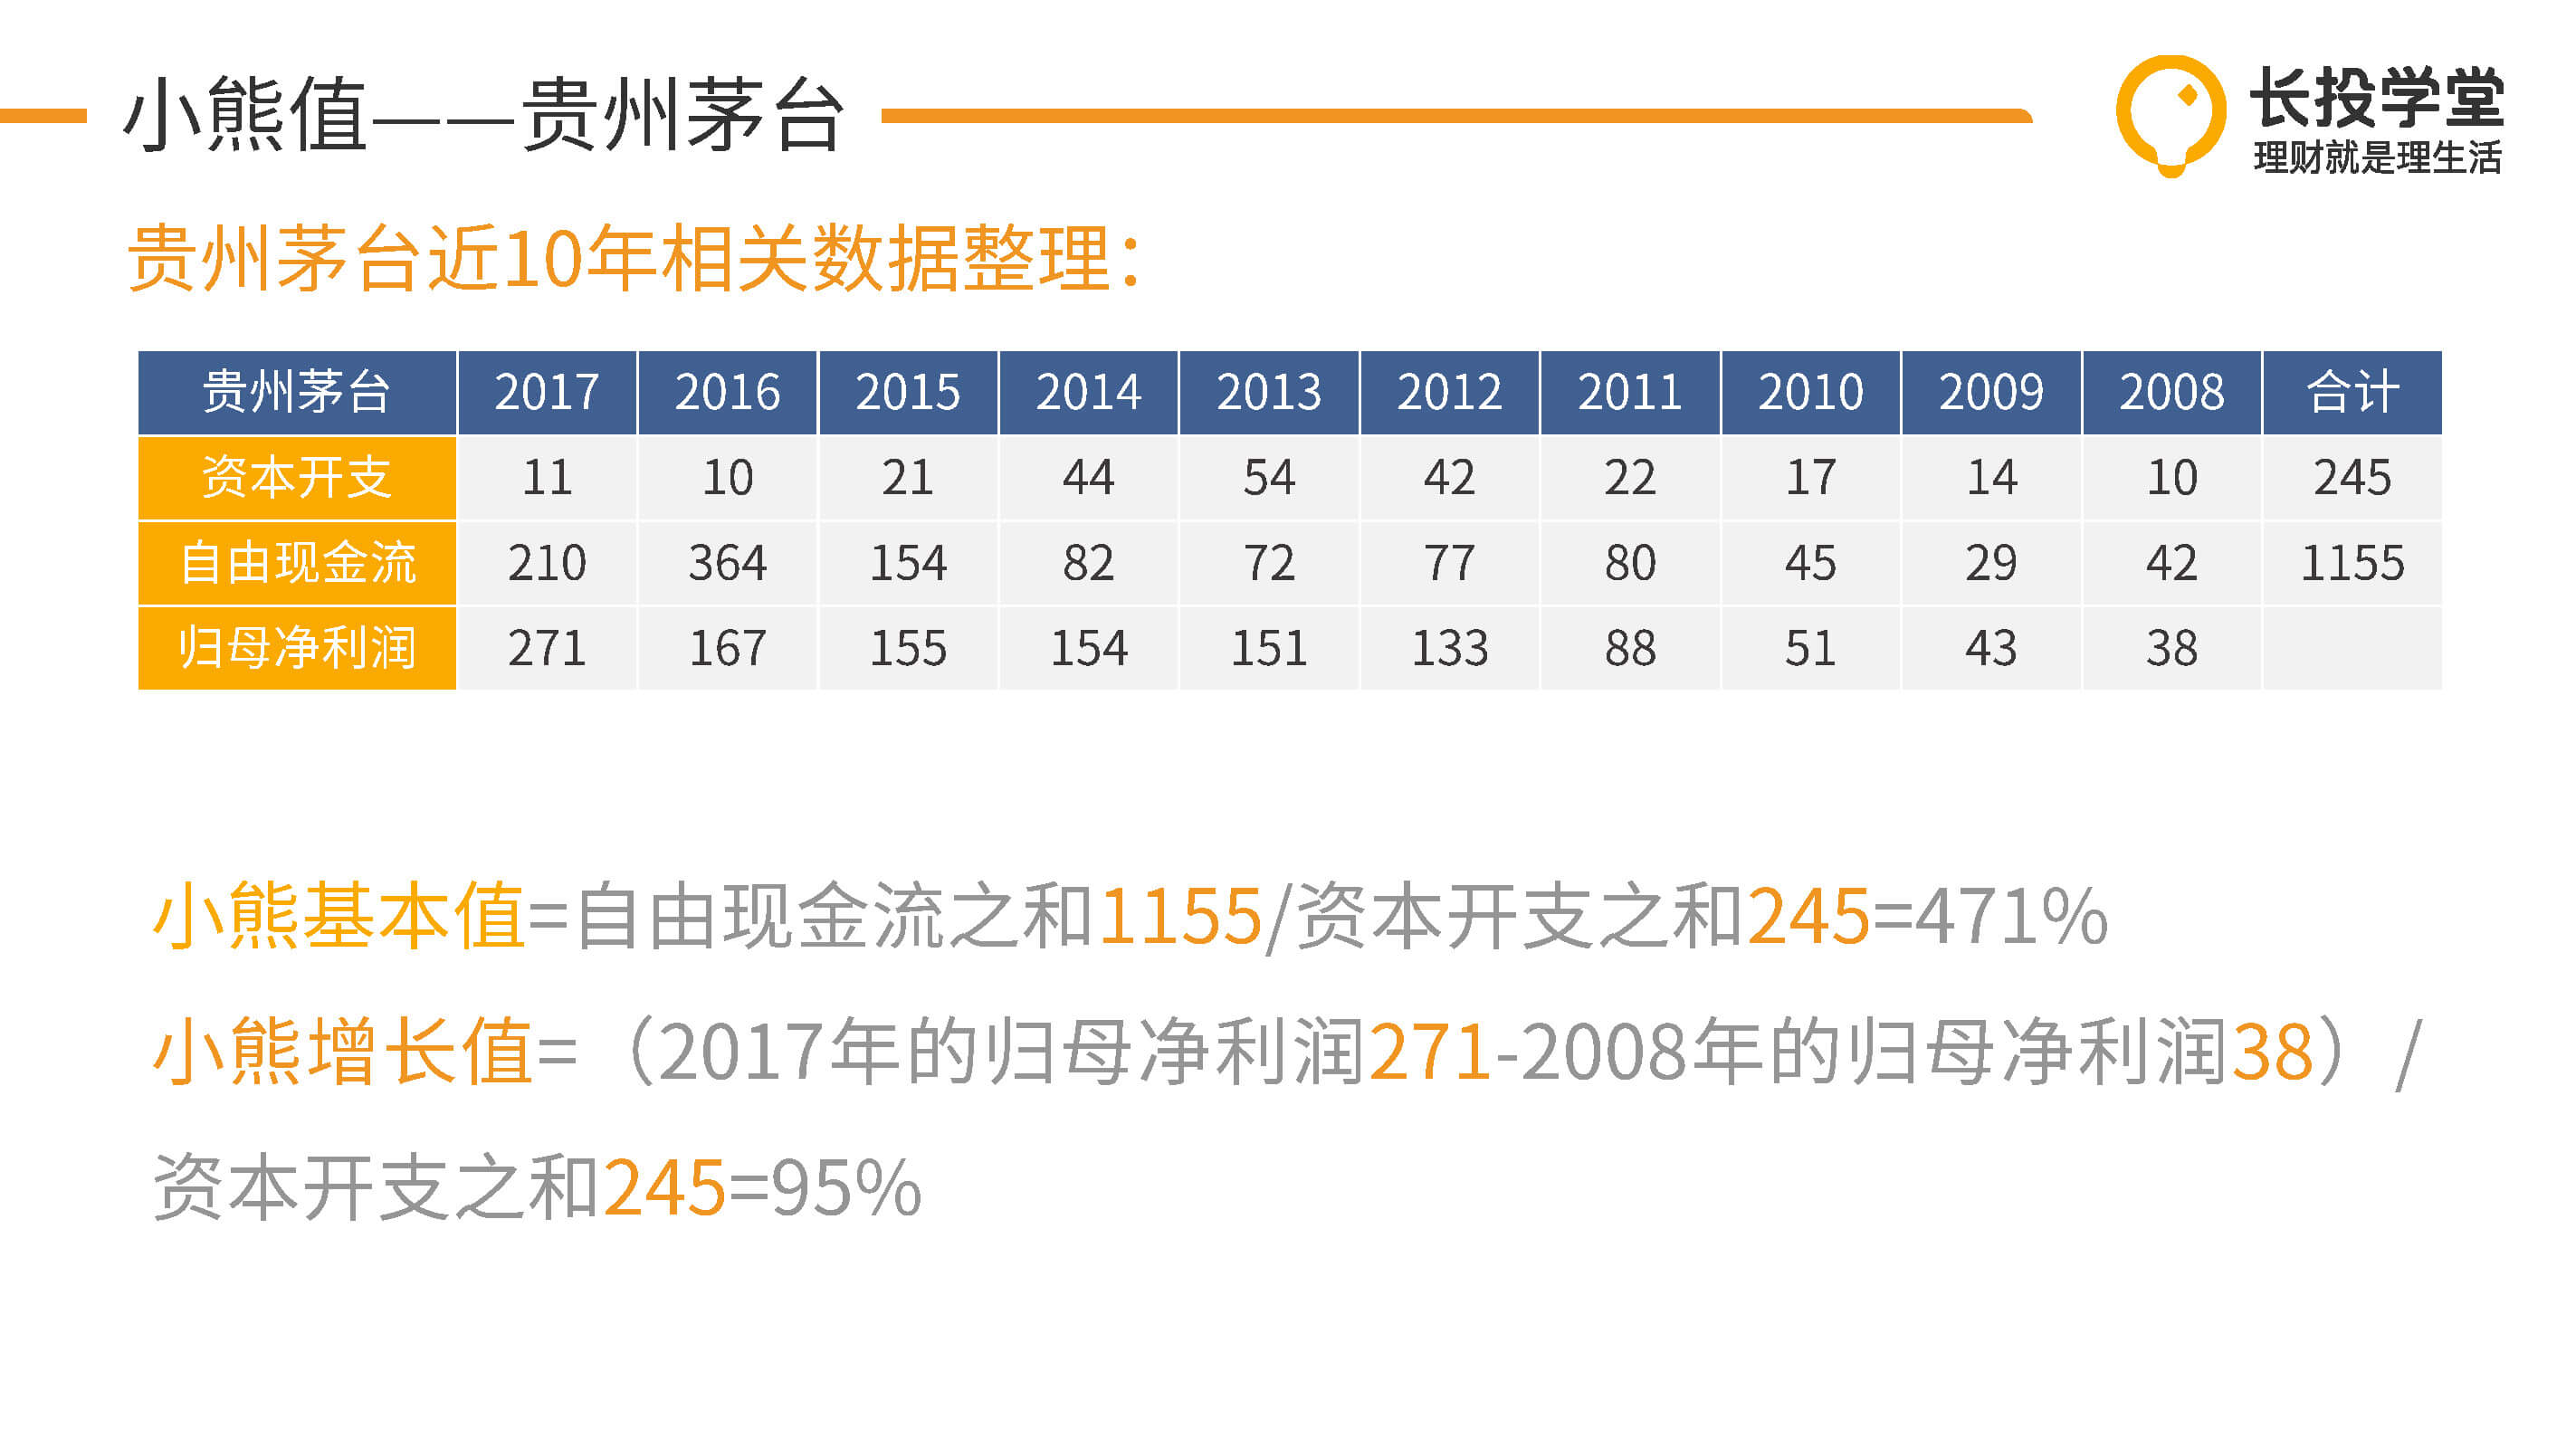 小熊值——贵州茅台
长投学堂
理财就是理生活
贵州茅台近10年相关数据整理：
贵州茅台 2017 2016 2015 2014 2013 2012 2011 2010 2009 2008 合计
资本开支 11 10 21 44 54 42 22 17 14 10 245
自由现金流 210 364 154 82 72 77 80 45 29 42 1155
归母净利润 271 167 155 154 151 133 88 51 43 38
小熊基本值=自由现金流之和1155/资本开支之和245=471%
小熊增长值=（2017年的归母净利润271-2008年的归母净利润38）/
资本开支之和245=95%